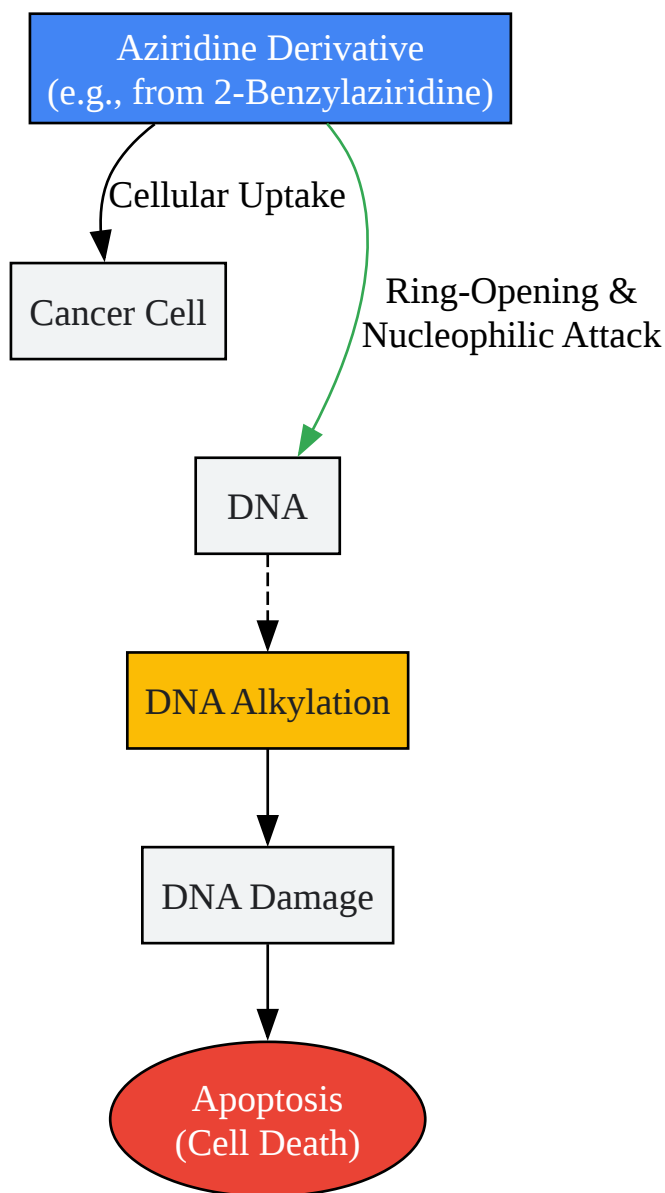 Aziridine Derivative
(e.g., from 2-Benzylaziridine)
Cellular Uptake
Cancer Cell
Ring-Opening &
Nucleophilic Attack
DNA
DNA Alkylation
DNA Damage
Apoptosis
(Cell Death)